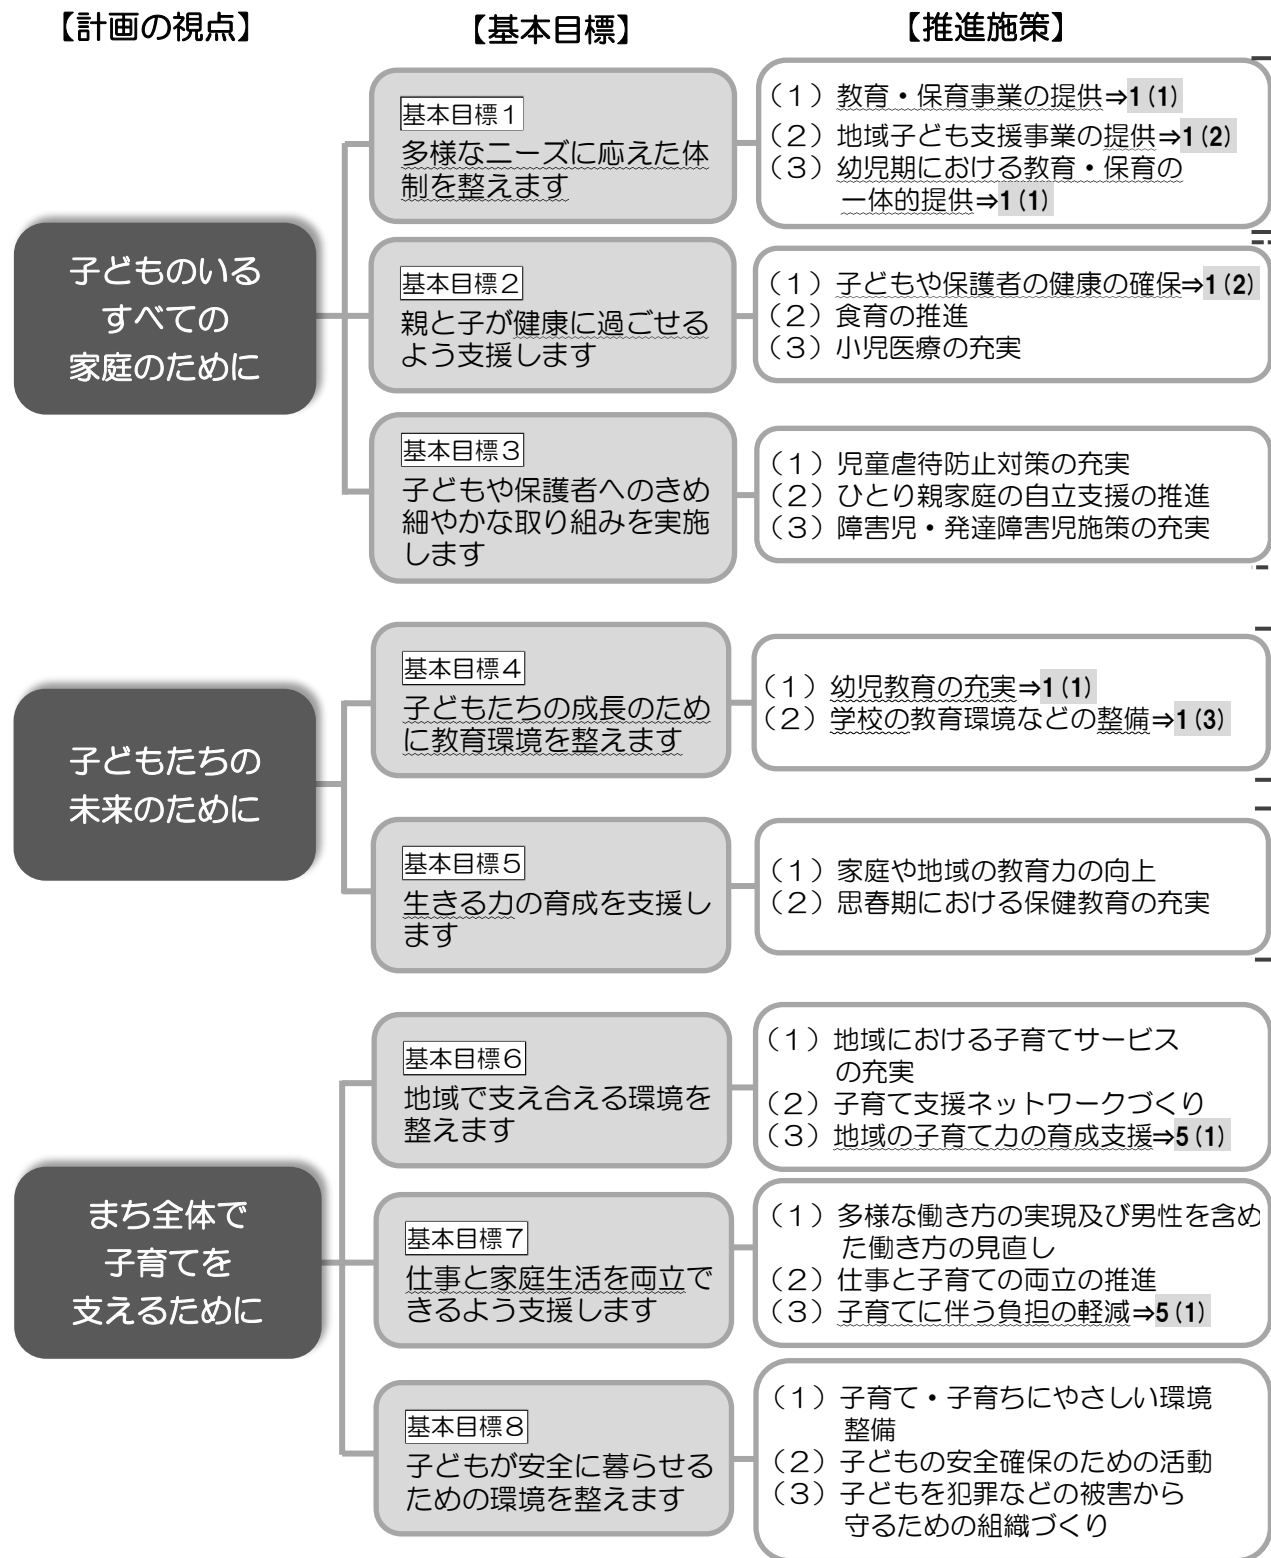 【計画の視点】
【基本目標】
【推進施策】
子どものいる
すべての
家庭のために
基本目標１
多様なニーズに応えた体
制を整えます
（１）教育・保育事業の提供⇒1(1)
（２）地域子ども支援事業の提供⇒1(2)
（３）幼児期における教育・保育の
一体的提供⇒1(1)
基本目標２
親と子が健康に過ごせる
よう支援します
（１）子どもや保護者の健康の確保⇒1(2)
（２）食育の推進
（３）小児医療の充実
基本目標３
子どもや保護者へのきめ
細やかな取り組みを実施
します
（１）児童虐待防止対策の充実
（２）ひとり親家庭の自立支援の推進
（３）障害児・発達障害児施策の充実
子どもたちの
未来のために
基本目標４
子どもたちの成長のため
に教育環境を整えます
（１）幼児教育の充実⇒1(1)
（２）学校の教育環境などの整備⇒1(3)
基本目標５
生きる力の育成を支援し
ます
（１）家庭や地域の教育力の向上
（２）思春期における保健教育の充実
まち全体で
子育てを
支えるために
基本目標６
地域で支え合える環境を
整えます
（１）地域における子育てサービス
の充実
（２）子育て支援ネットワークづくり
（３）地域の子育て力の育成支援⇒5(1)
基本目標７
仕事と家庭生活を両立で
きるよう支援します
（１）多様な働き方の実現及び男性を含め
た働き方の見直し
（２）仕事と子育ての両立の推進
（３）子育てに伴う負担の軽減⇒5(1)
基本目標８
子どもが安全に暮らせる
ための環境を整えます
（１）子育て・子育ちにやさしい環境
整備
（２）子どもの安全確保のための活動
（３）子どもを犯罪などの被害から
守るための組織づくり